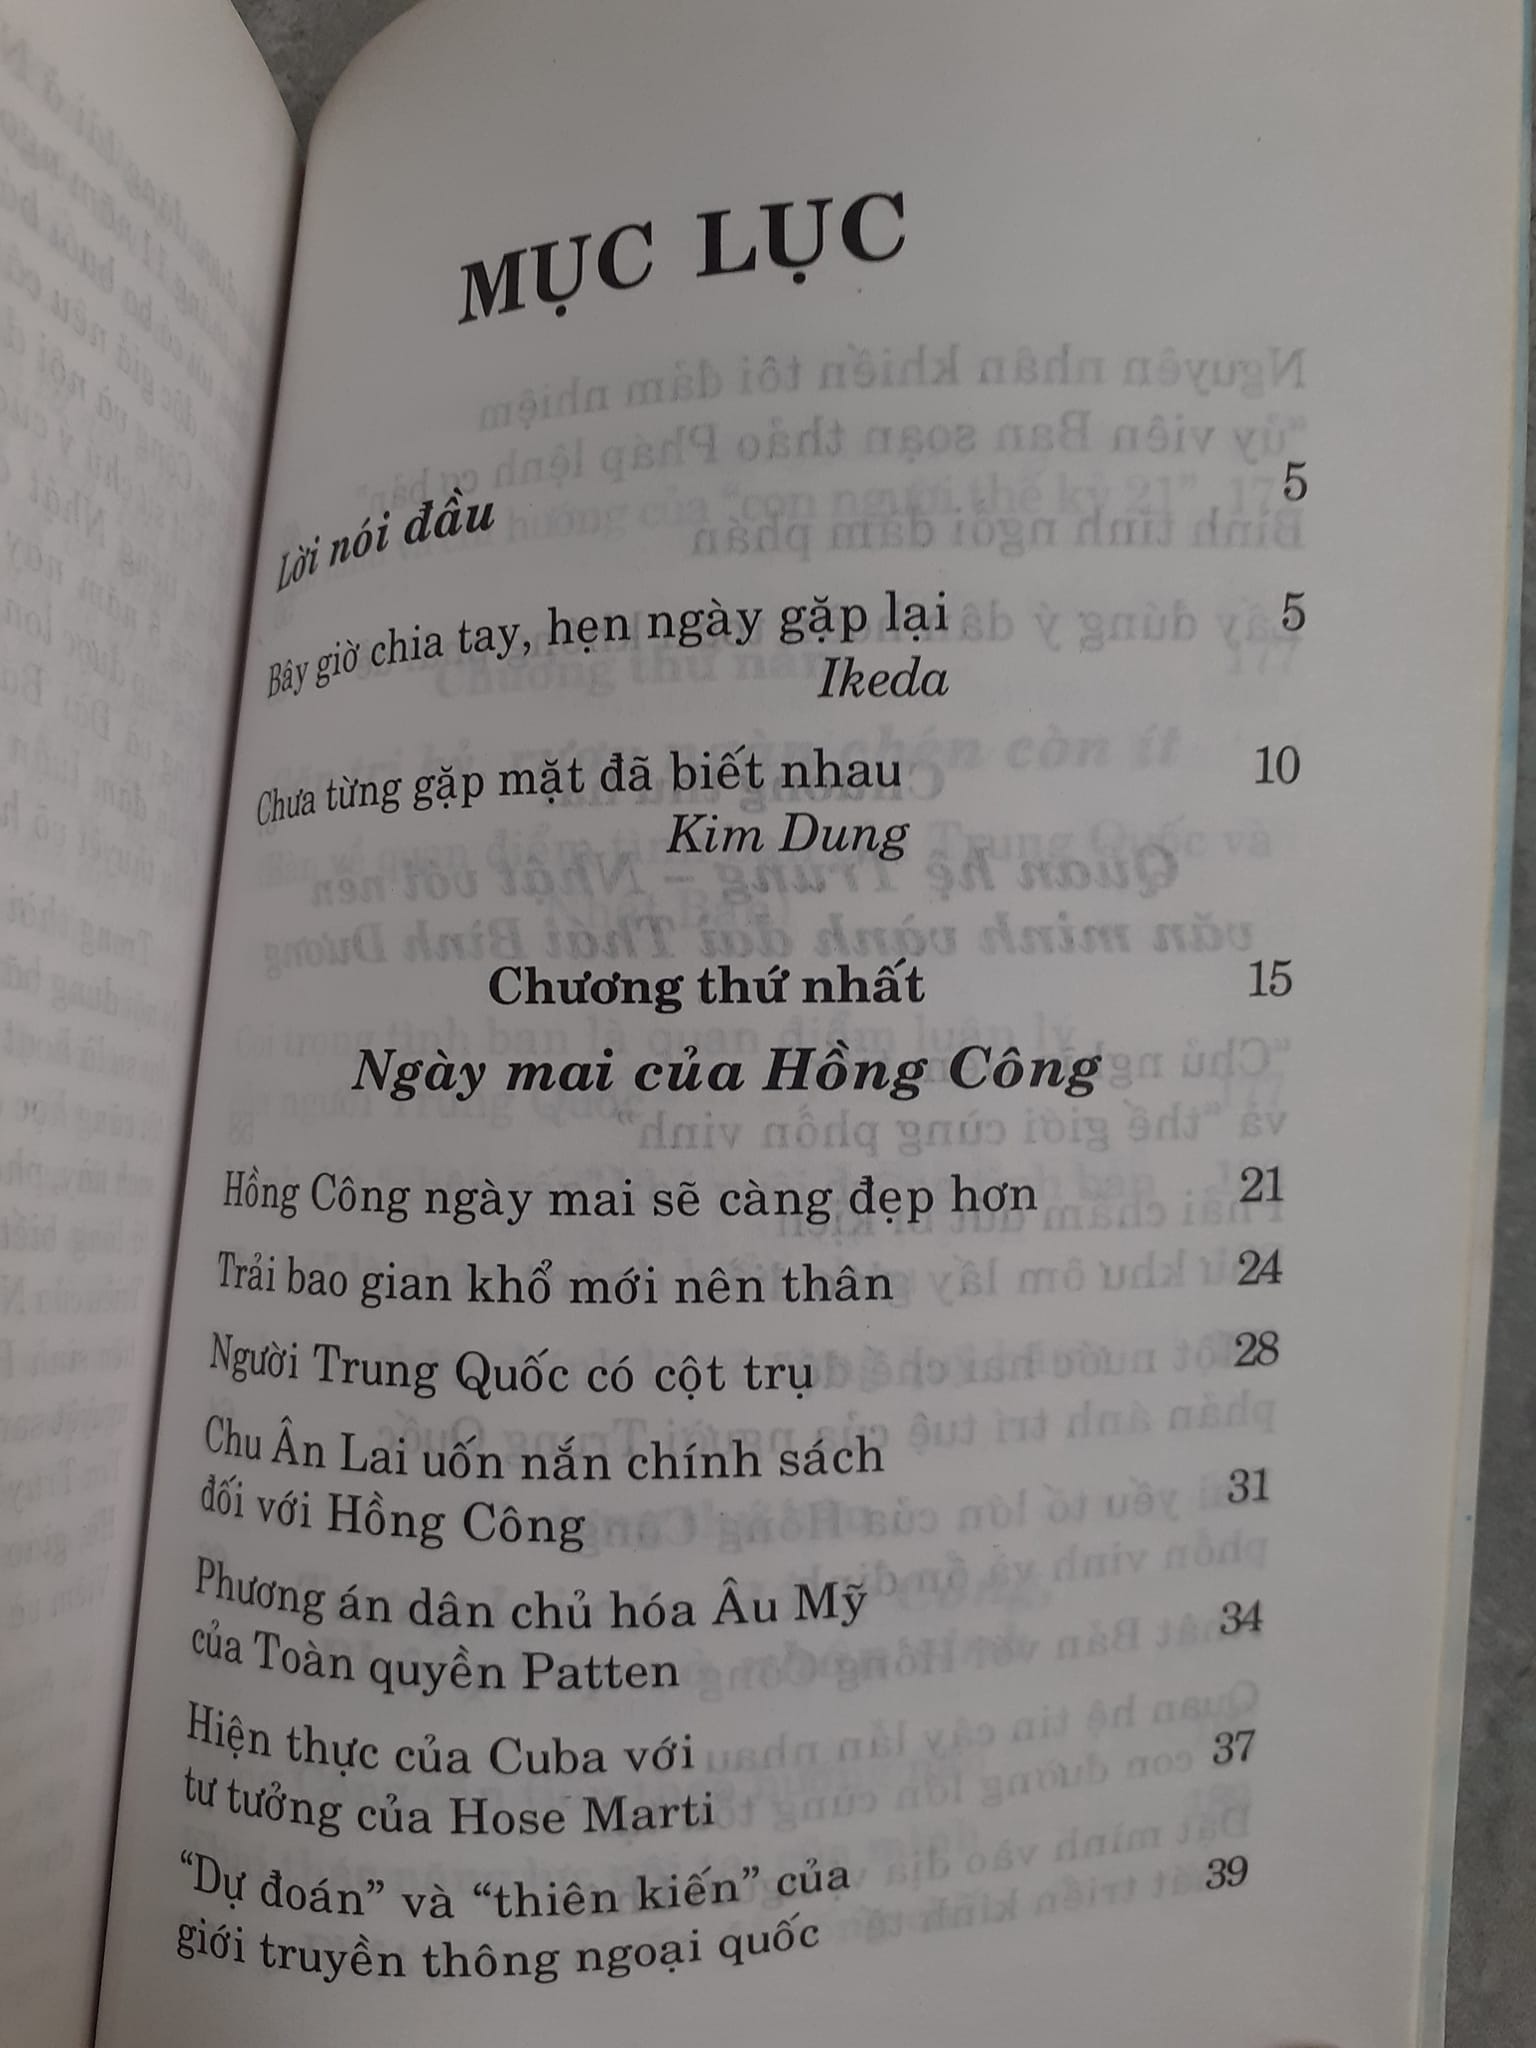 MỤC LỤC
Lời nói đầu 5
Bây giờ chia tay, hẹn ngày gặp lại 5
Ikeda
Chưa từng gặp mặt đã biết nhau 10
Kim Dung
Chương thứ nhất 15
Ngày mai của Hồng Công
Hồng Công ngày mai sẽ càng đẹp hơn 21
Trải bao gian khổ mới nên thân 24
Người Trung Quốc có cột trụ 28
Chu Ân Lai uốn nắn chính sách
đối với Hồng Công 31
Phương án dân chủ hóa Âu Mỹ
của Toàn quyền Patten 34
Hiện thực của Cuba với
tư tưởng của Hose Marti 37
“Dự đoán” và “thiên kiến” của
giới truyền thông ngoại quốc 39